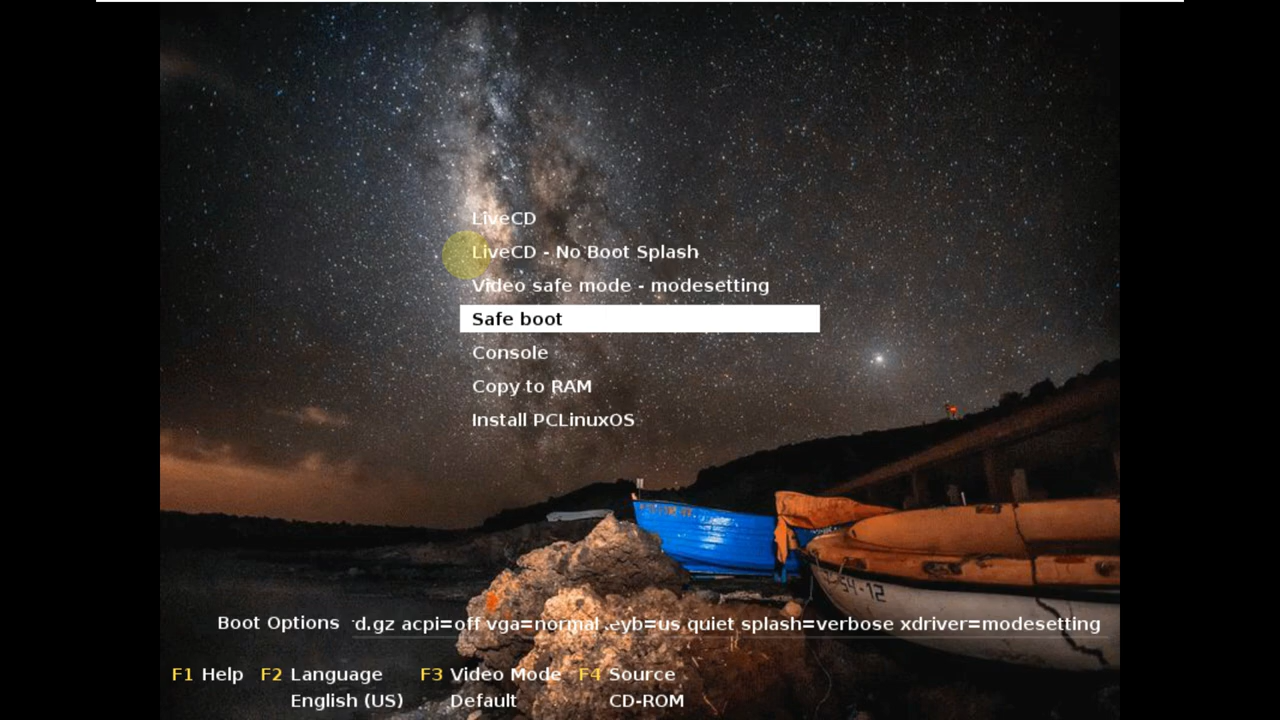 LiveCD
LiveCD - No Boot Splash
Video safe mode - modesetting
Safe boot
Console
Copy to RAM
Install PCLinuxOS
Boot Options d.gz acpi=off vga=normal eyb=us quiet splash=verbose xdriver=modesetting
F1 Help F2 Language F3 Video Mode F4 Source
English (US) Default CD-ROM